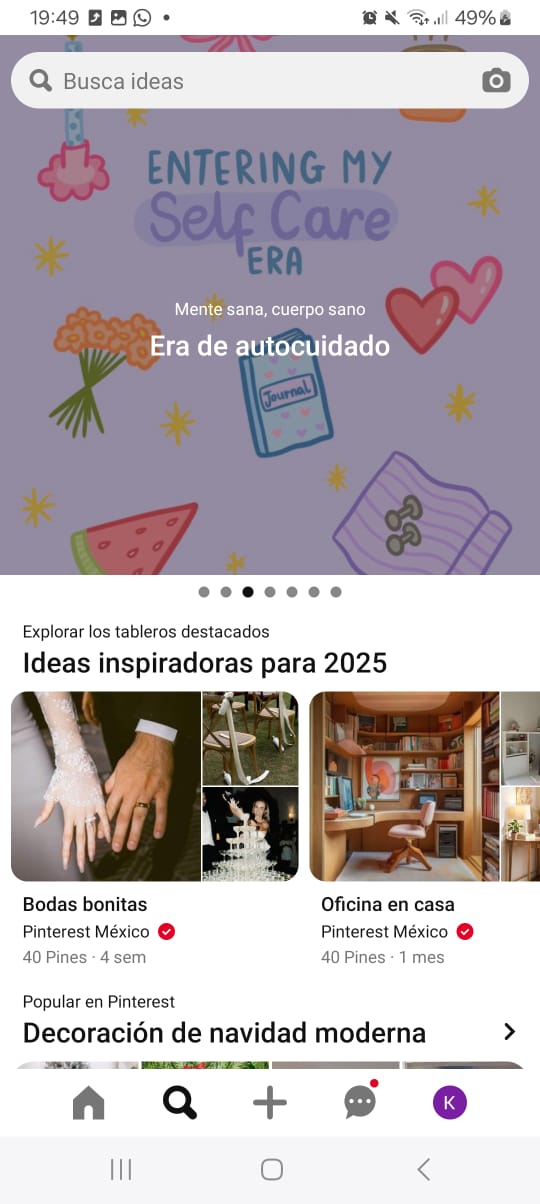 19:49
49%
Busca ideas
ENTERING MY
Self Care
ERA
Mente sana, cuerpo sano
Era de autocuidado
Journal
Explorar los tableros destacados
Ideas inspiradoras para 2025
Bodas bonitas
Pinterest México
40 Pines · 4 sem
Oficina en casa
Pinterest México
40 Pines · 1 mes
Popular en Pinterest
Decoración de navidad moderna
K